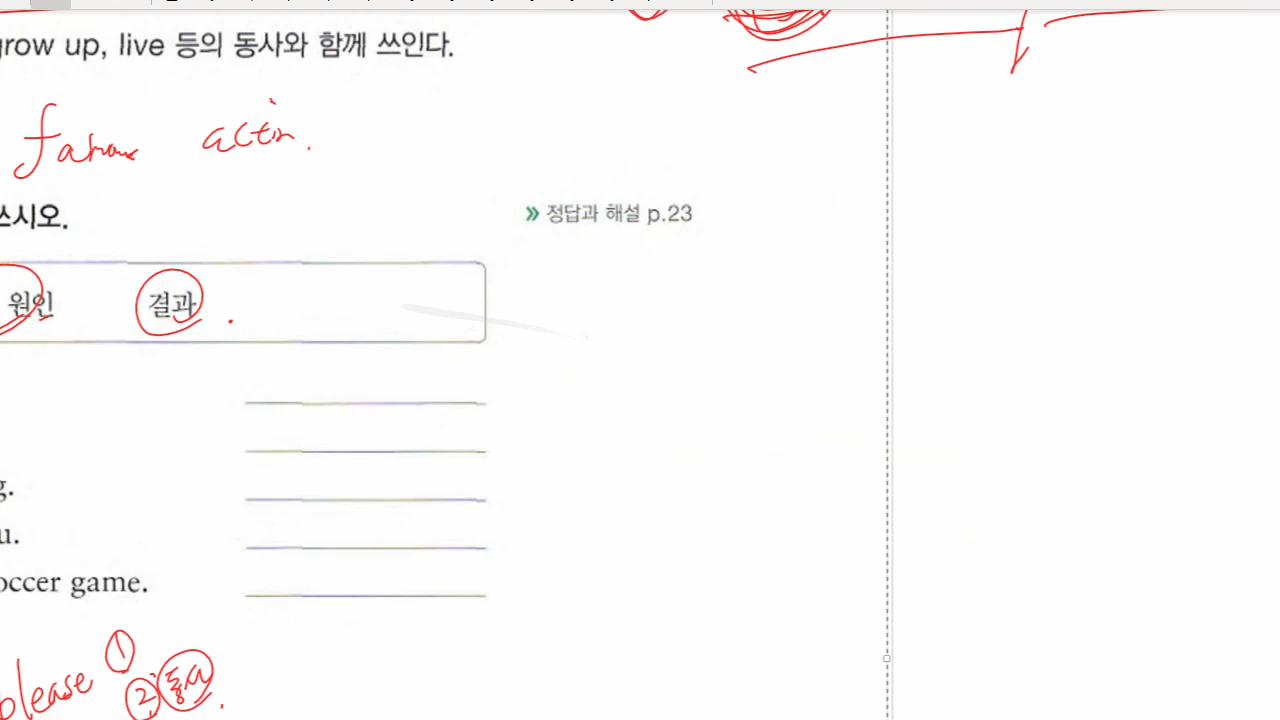 grow up, live 등의 동사와 함께 쓰인다.
famous actor.
쓰시오.
» 정답과 해설 p.23
원인 결과 .
g.
u.
occer game.
please ①
② 동사.